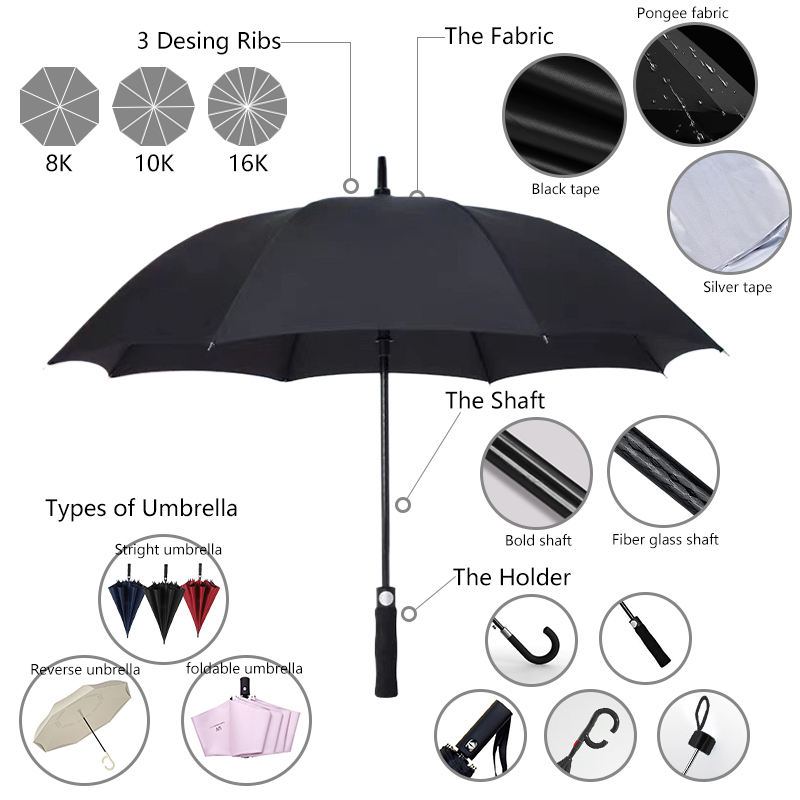 Pongee fabric
3 Desing Ribs
The Fabric
8K
10K
16K
Black tape
Silver tape
The Shaft
Bold shaft
Fiber glass shaft
Types of Umbrella
Stright umbrella
The Holder
Reverse unbrella
foldable umbrella